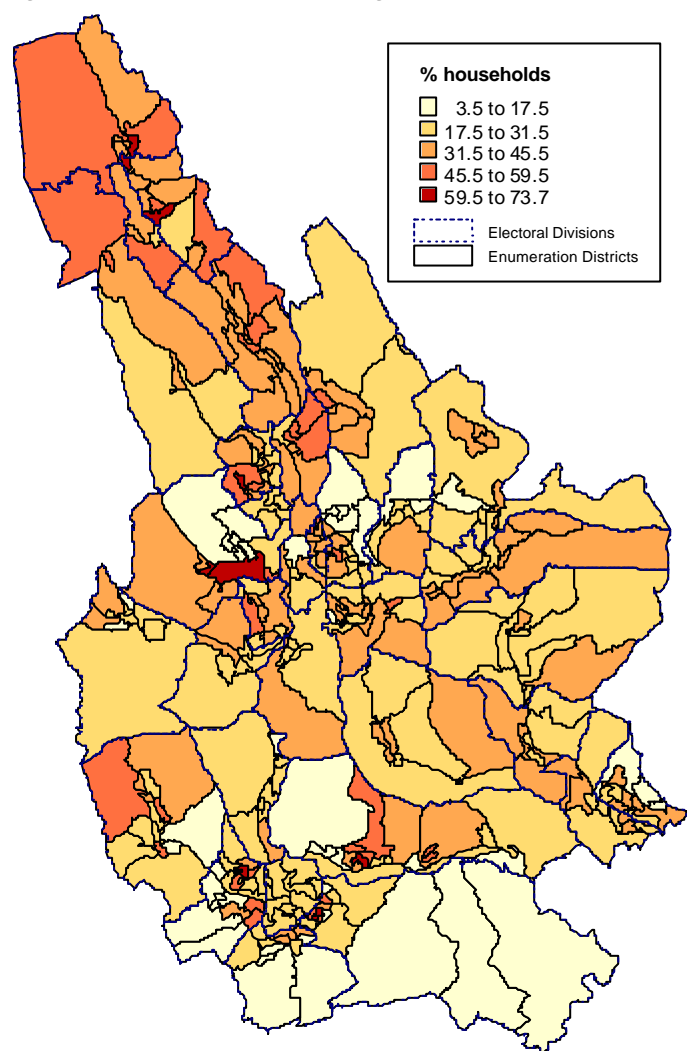 % households
3.5 to 17.5
17.5 to 31.5
31.5 to 45.5
45.5 to 59.5
59.5 to 73.7
Electoral Divisions
Enumeration Districts